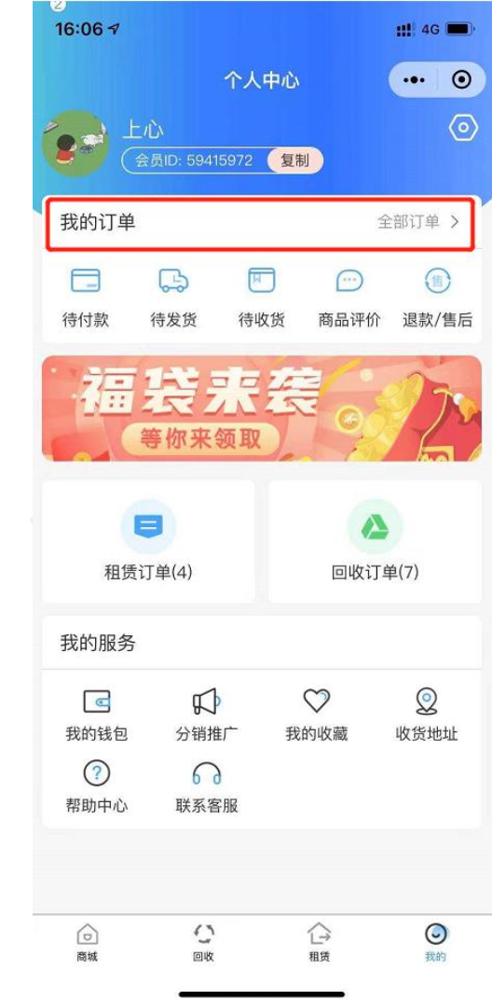 2
16:06 4G
个人中心
上心
会员ID: 59415972 复制
我的订单 全部订单
售
待付款 待发货 待收货 商品评价 退款/售后
福袋来袭
等你来领取
租赁订单(4) 回收订单(7)
我的服务
我的钱包 分销推广 我的收藏 收货地址
帮助中心 联系客服
商城 回收 租赁 我的